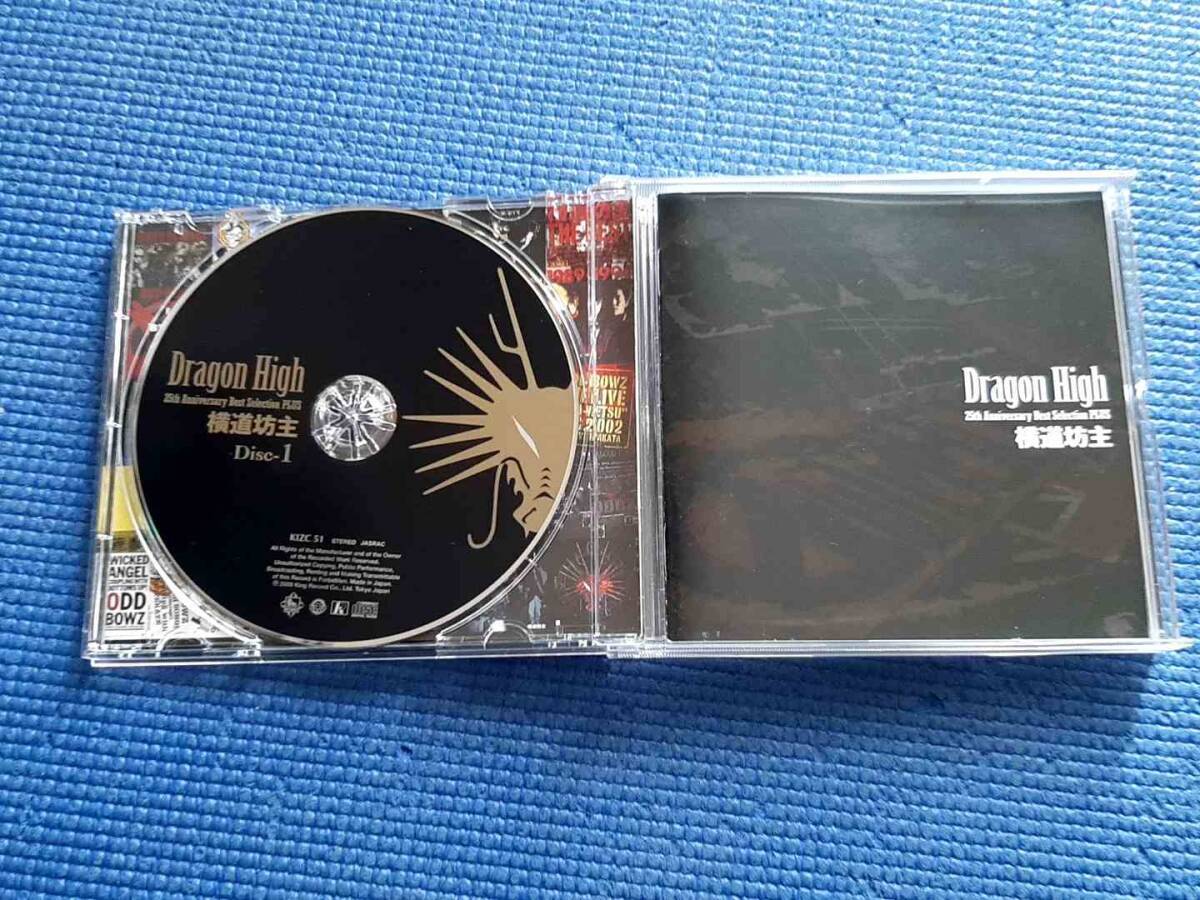 Dragon High
25th Anniversary Best Selection PLUS
横道坊主
Disc-1
KIZC 51 STEREO JASRAC
All Rights of the Manufacturer and of the Owner
of the Recorded Work Reserved.
Unauthorized Copying, Public Performance,
Broadcasting, Renting and Making Transmittable
of this Record is Forbidden. Made in Japan.
℗ 2009 King Record Co., Ltd. Tokyo Japan
WICKED
ANGEL
ODD
BOWZ
BOWZ
LIVE
2002
Dragon High
25th Anniversary Best Selection PLUS
横道坊主